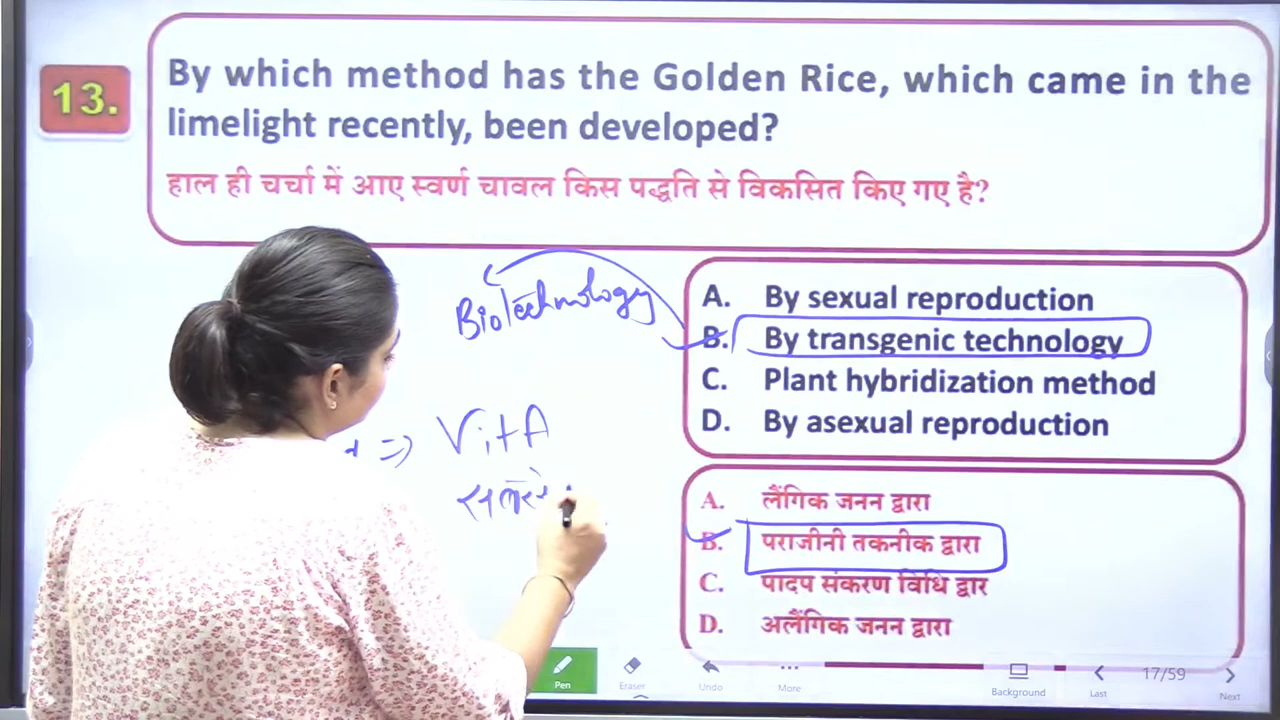 13.
By which method has the Golden Rice, which came in the
limelight recently, been developed?
हाल ही चर्चा में आए स्वर्ण चावल किस पद्धति से विकसित किए गए है?
Biotechnology
A. By sexual reproduction
B. By transgenic technology
C. Plant hybridization method
D. By asexual reproduction
⇒ Vit A
A. लैंगिक जनन द्वारा
B. पराजीनी तकनीक द्वारा
C. पादप संकरण विधि द्वार
D. अलैंगिक जनन द्वारा
Pen
Eraser
Undo
More
Background
Last
17/59
Next